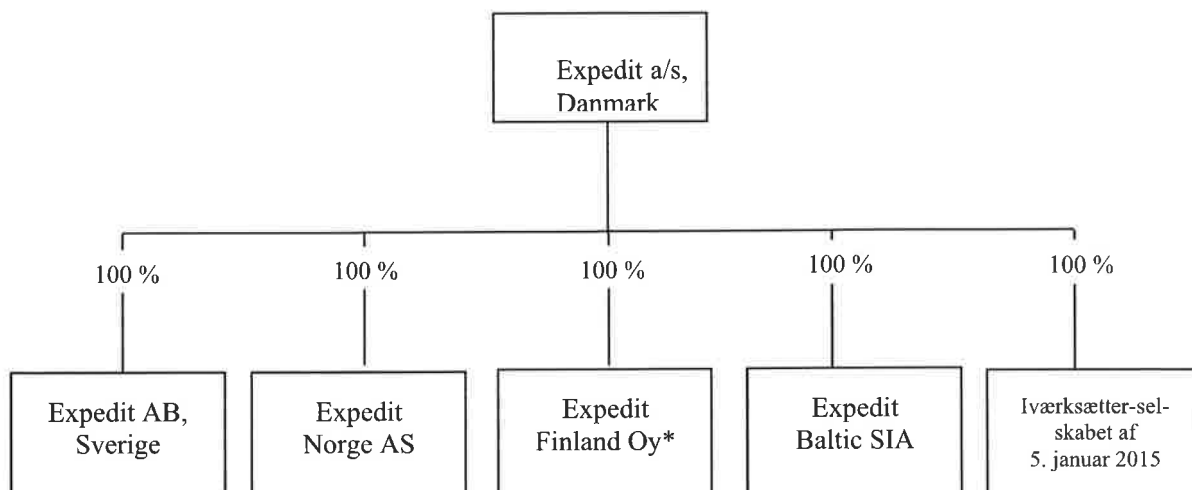 Expedit a/s,
Danmark
100 %
100 %
100 %
100 %
100 %
Expedit AB,
Sverige
Expedit
Norge AS
Expedit
Finland Oy*
Expedit
Baltic SIA
Iværksætter-sel-
skabet af
5. januar 2015